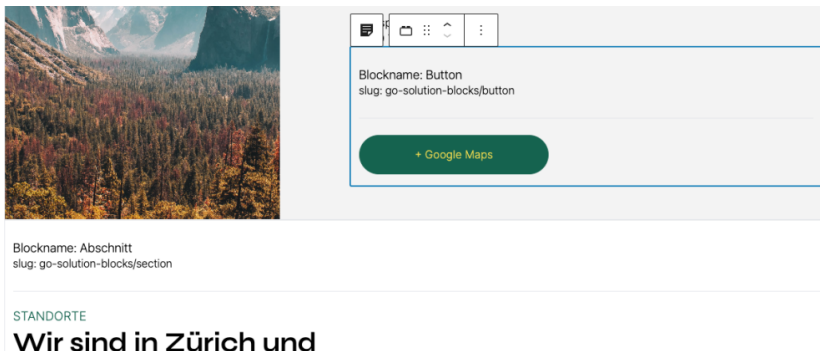 Blockname: Button
slug: go-solution-blocks/button
+ Google Maps
Blockname: Abschnitt
slug: go-solution-blocks/section
STANDORTE
Wir sind in Zürich und